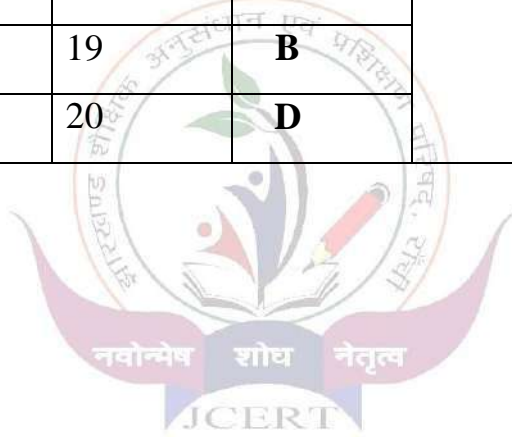 19 B
20 D
झारखण्ड शैक्षिक अनुसंधान एवं प्रशिक्षण परिषद, राँची
नवोन्मेष शोध नेतृत्व
JCERT